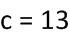 c = 13